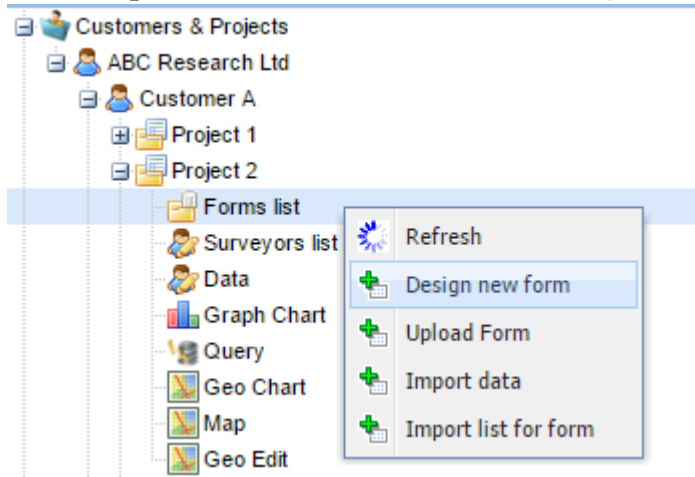 Customers & Projects
ABC Research Ltd
Customer A
Project 1
Project 2
Forms list
Surveyors list
Data
Graph Chart
Query
Geo Chart
Map
Geo Edit
Refresh
Design new form
Upload Form
Import data
Import list for form